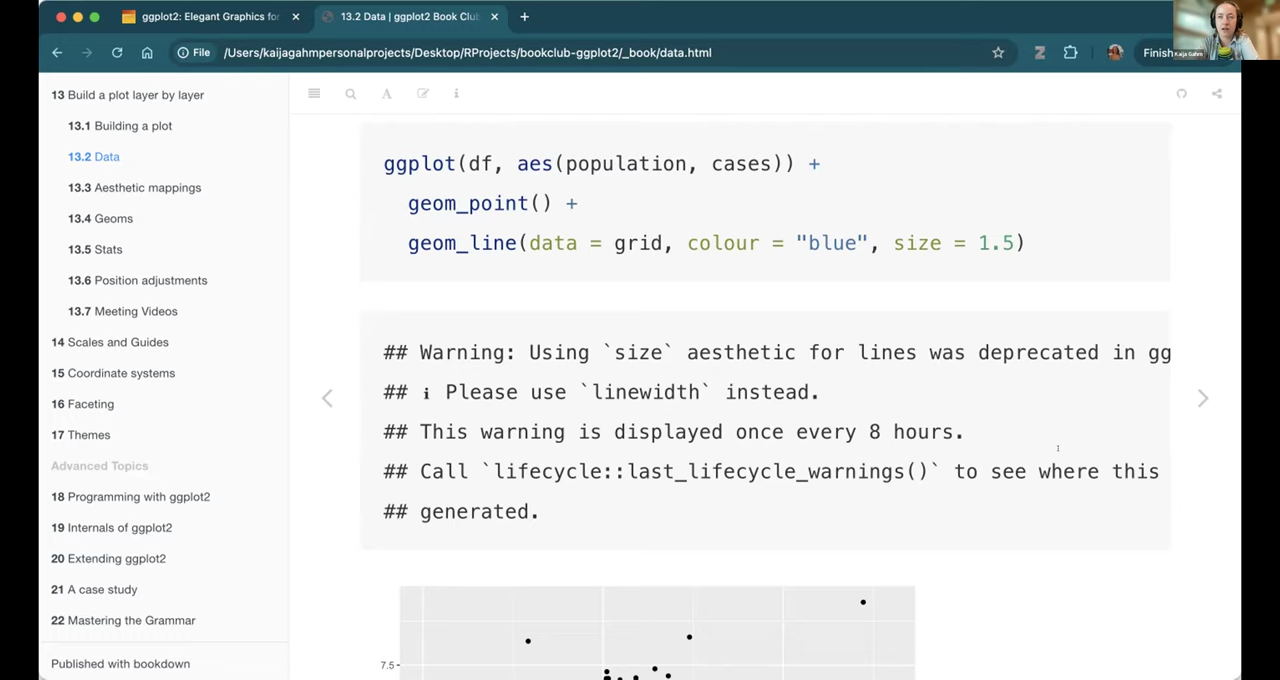 ggplot2: Elegant Graphics for
13.2 Data | ggplot2 Book Clu
File
/Users/kaijagahmpersonalprojects/Desktop/RProjects/bookclub-ggplot2/_book/data.html
Finish
Kaija Gahm
13 Build a plot layer by layer
13.1 Building a plot
13.2 Data
13.3 Aesthetic mappings
13.4 Geoms
13.5 Stats
13.6 Position adjustments
13.7 Meeting Videos
14 Scales and Guides
15 Coordinate systems
16 Faceting
17 Themes
Advanced Topics
18 Programming with ggplot2
19 Internals of ggplot2
20 Extending ggplot2
21 A case study
22 Mastering the Grammar
Published with bookdown
ggplot(df, aes(population, cases)) +
geom_point() +
geom_line(data = grid, colour = "blue", size = 1.5)
## Warning: Using `size` aesthetic for lines was deprecated in gg
## ℹ Please use `linewidth` instead.
## This warning is displayed once every 8 hours.
## Call `lifecycle::last_lifecycle_warnings()` to see where this
## generated.
7.5